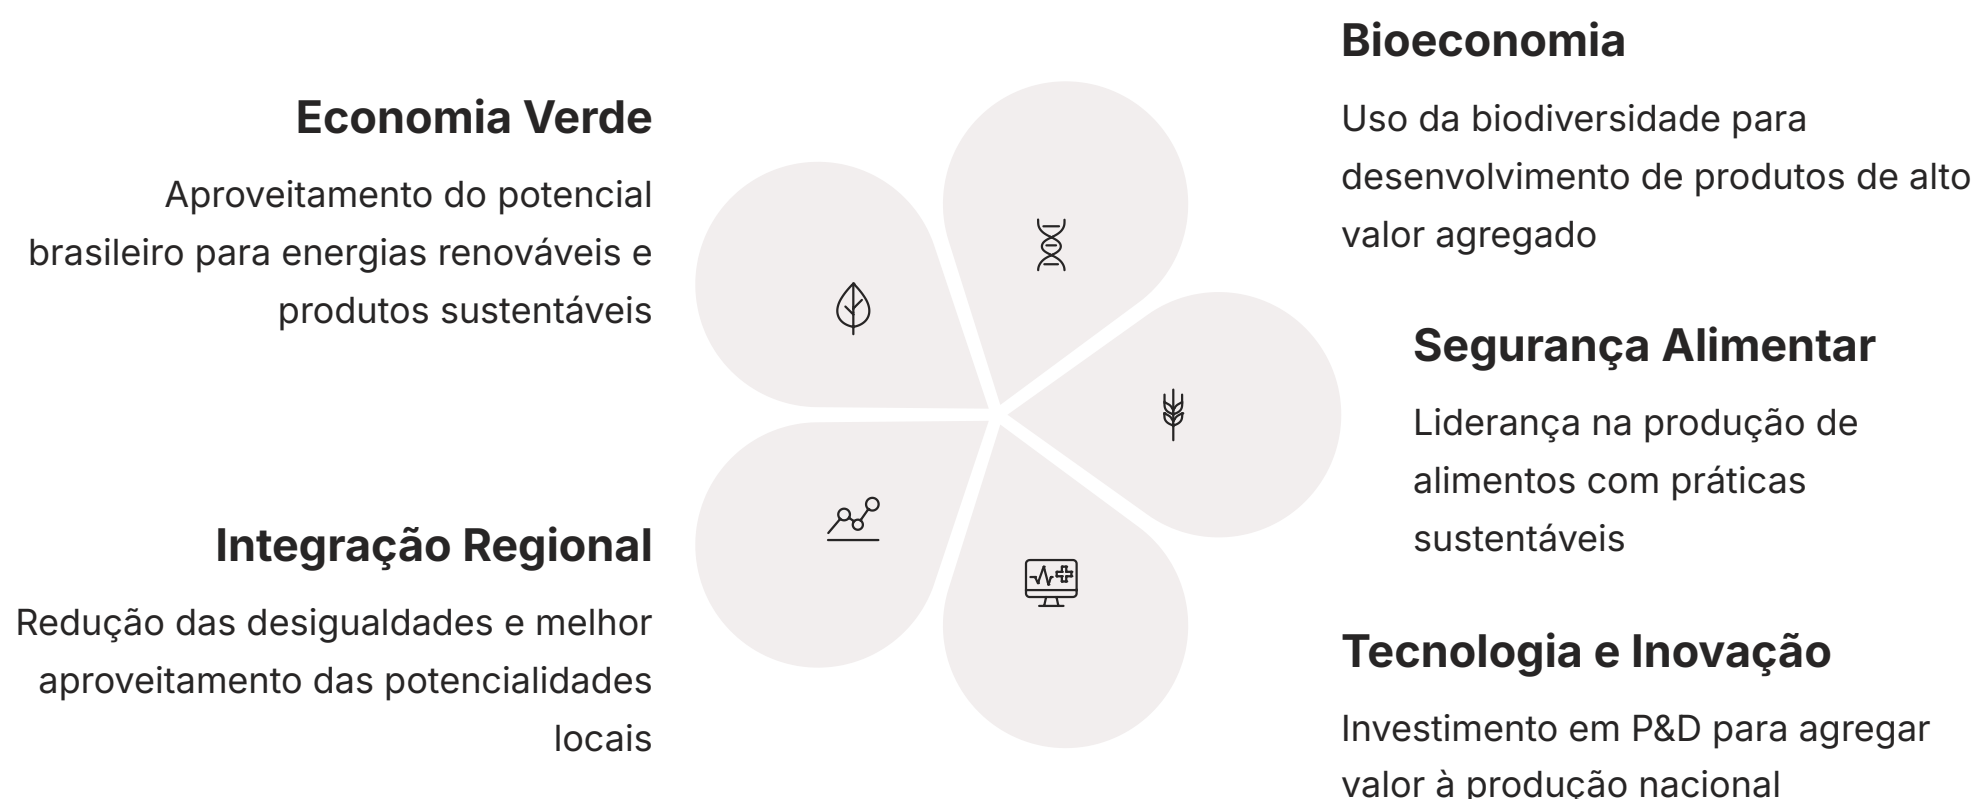 Economia Verde
Aproveitamento do potencial
brasileiro para energias renováveis e
produtos sustentáveis
Bioeconomia
Uso da biodiversidade para
desenvolvimento de produtos de alto
valor agregado
Segurança Alimentar
Liderança na produção de
alimentos com práticas
sustentáveis
Tecnologia e Inovação
Investimento em P&D para agregar
valor à produção nacional
Integração Regional
Redução das desigualdades e melhor
aproveitamento das potencialidades
locais